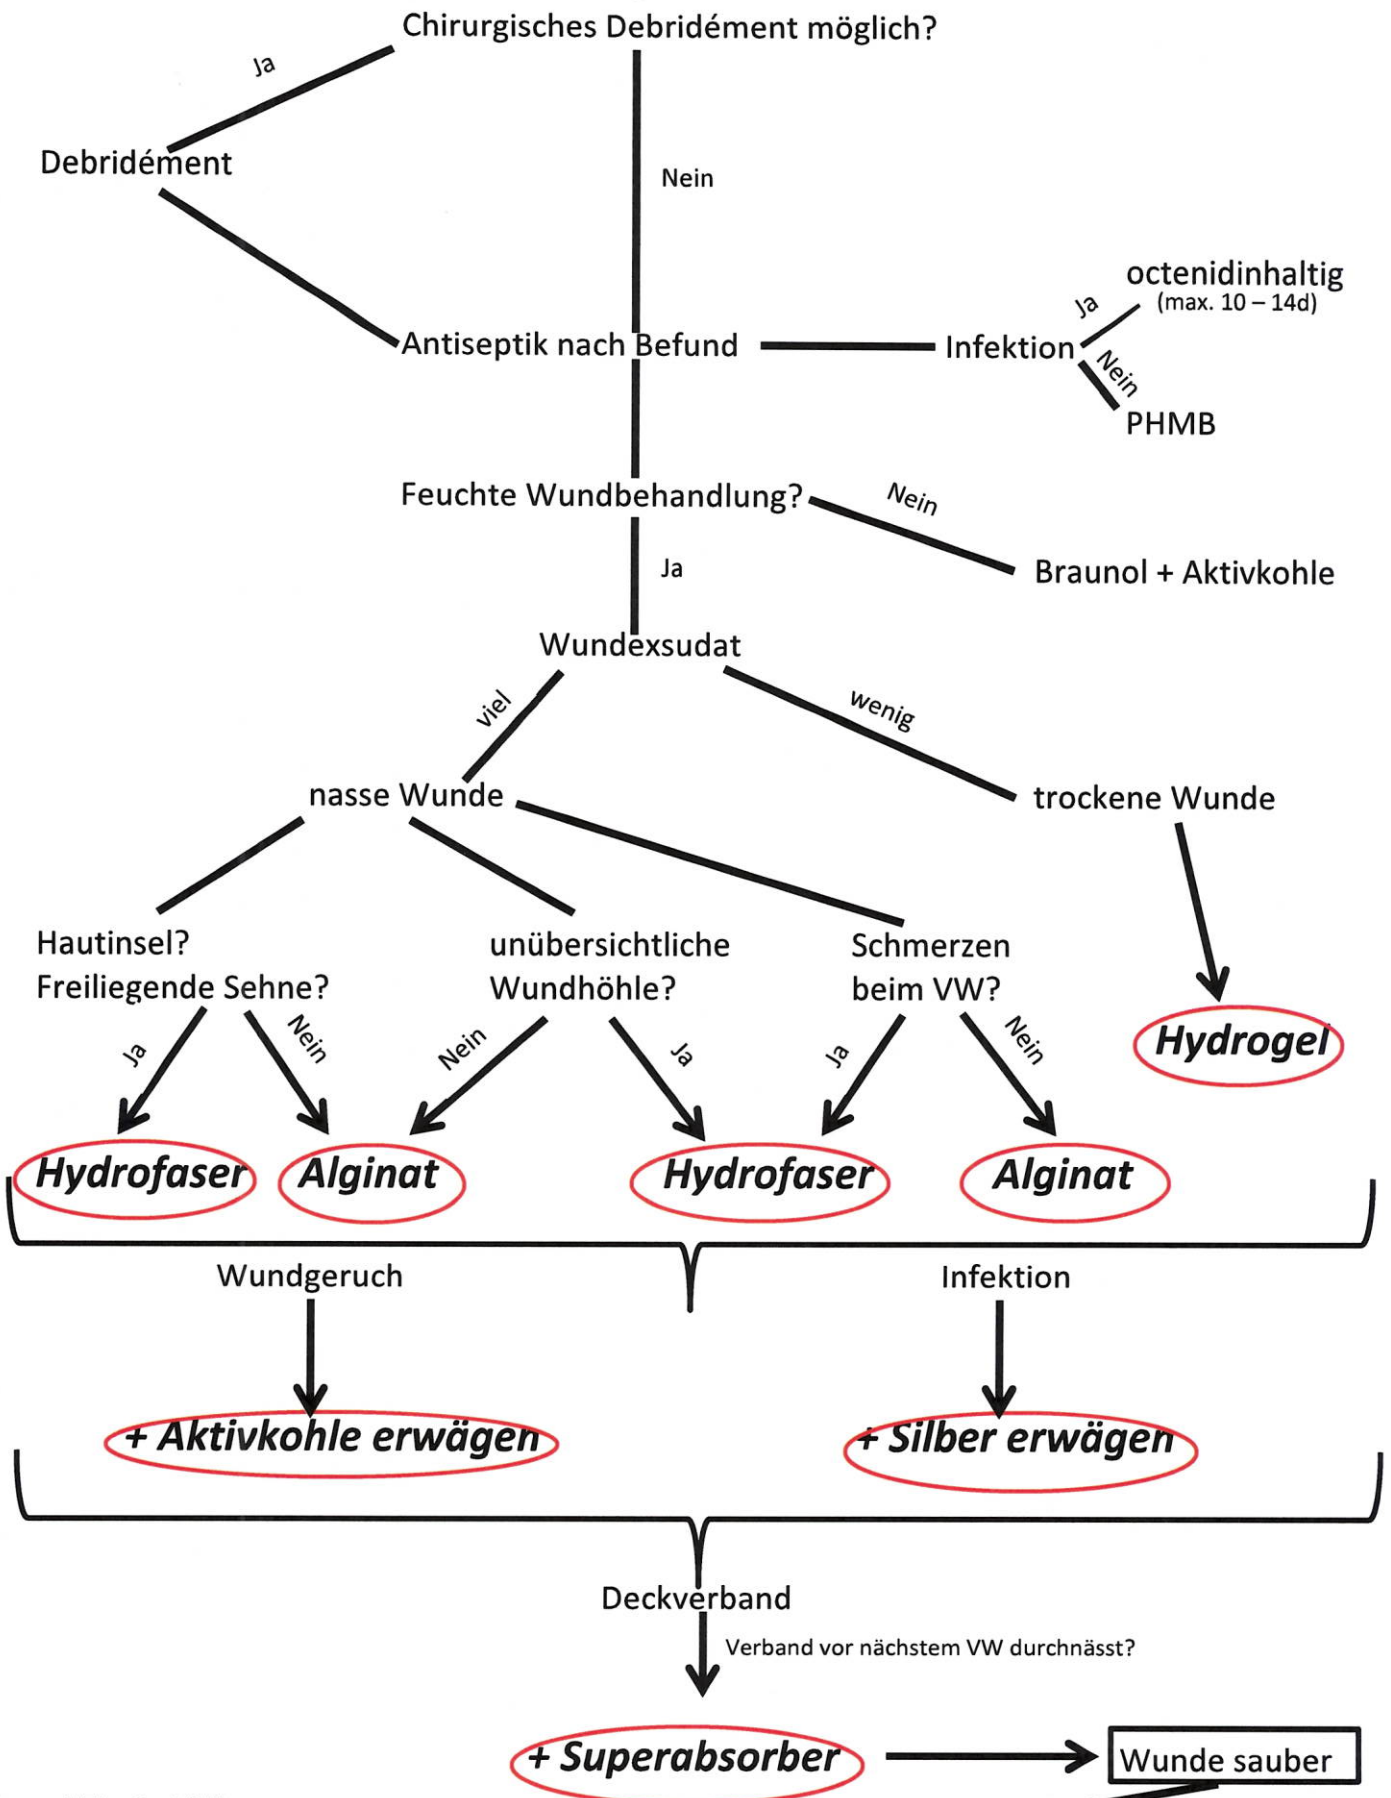 Chirurgisches Debridément möglich?
Ja
Debridément
Nein
octenidinhaltig
(max. 10 – 14d)
Ja
Antiseptik nach Befund
Infektion
Nein
PHMB
Feuchte Wundbehandlung?
Nein
Ja
Braunol + Aktivkohle
Wundexsudat
viel
wenig
nasse Wunde
trockene Wunde
Hautinsel?
Freiliegende Sehne?
unübersichtliche
Wundhöhle?
Schmerzen
beim VW?
Ja
Nein
Nein
Ja
Ja
Nein
Hydrogel
Hydrofaser
Alginat
Hydrofaser
Alginat
Wundgeruch
Infektion
+ Aktivkohle erwägen
+ Silber erwägen
Deckverband
Verband vor nächstem VW durchnässt?
+ Superabsorber
Wunde sauber